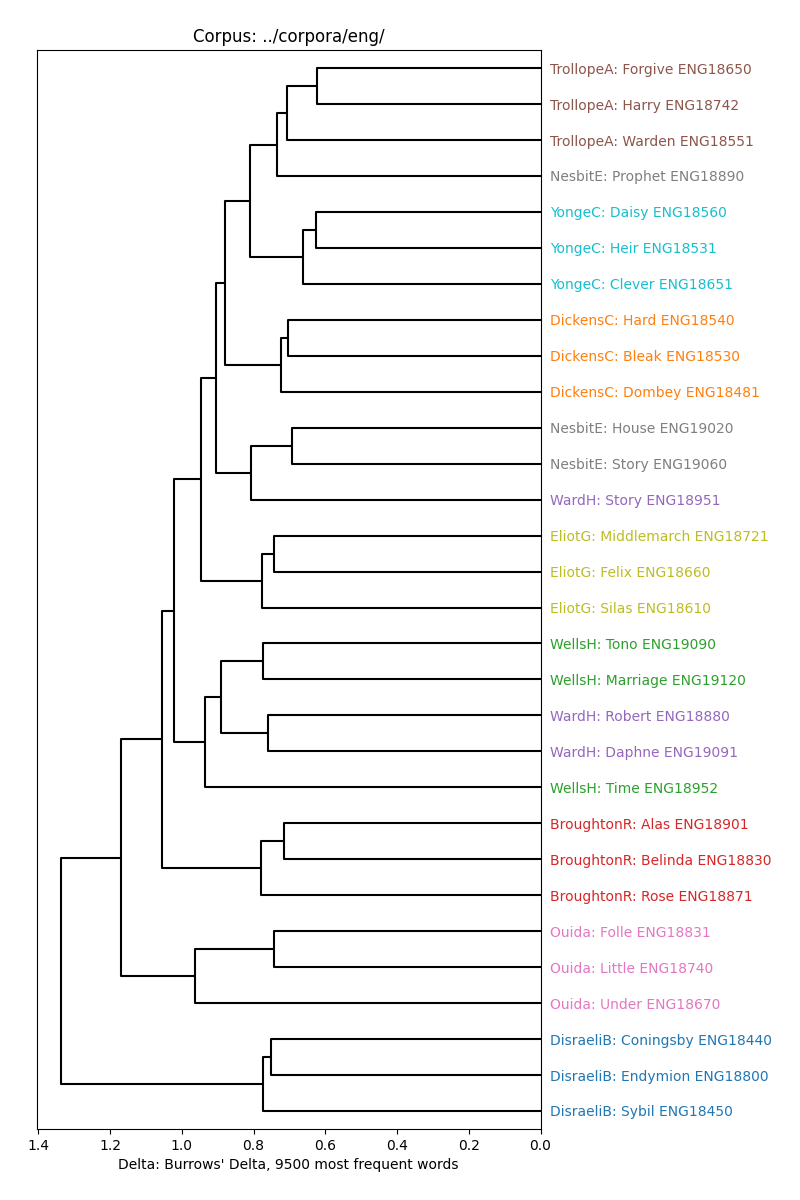 Corpus: ../corpora/eng/
TrollopeA: Forgive ENG18650
TrollopeA: Harry ENG18742
TrollopeA: Warden ENG18551
NesbitE: Prophet ENG18890
YongeC: Daisy ENG18560
YongeC: Heir ENG18531
YongeC: Clever ENG18651
DickensC: Hard ENG18540
DickensC: Bleak ENG18530
DickensC: Dombey ENG18481
NesbitE: House ENG19020
NesbitE: Story ENG19060
WardH: Story ENG18951
EliotG: Middlemarch ENG18721
EliotG: Felix ENG18660
EliotG: Silas ENG18610
WellsH: Tono ENG19090
WellsH: Marriage ENG19120
WardH: Robert ENG18880
WardH: Daphne ENG19091
WellsH: Time ENG18952
BroughtonR: Alas ENG18901
BroughtonR: Belinda ENG18830
BroughtonR: Rose ENG18871
Ouida: Folle ENG18831
Ouida: Little ENG18740
Ouida: Under ENG18670
DisraeliB: Coningsby ENG18440
DisraeliB: Endymion ENG18800
DisraeliB: Sybil ENG18450
1.4 1.2 1.0 0.8 0.6 0.4 0.2 0.0
Delta: Burrows' Delta, 9500 most frequent words